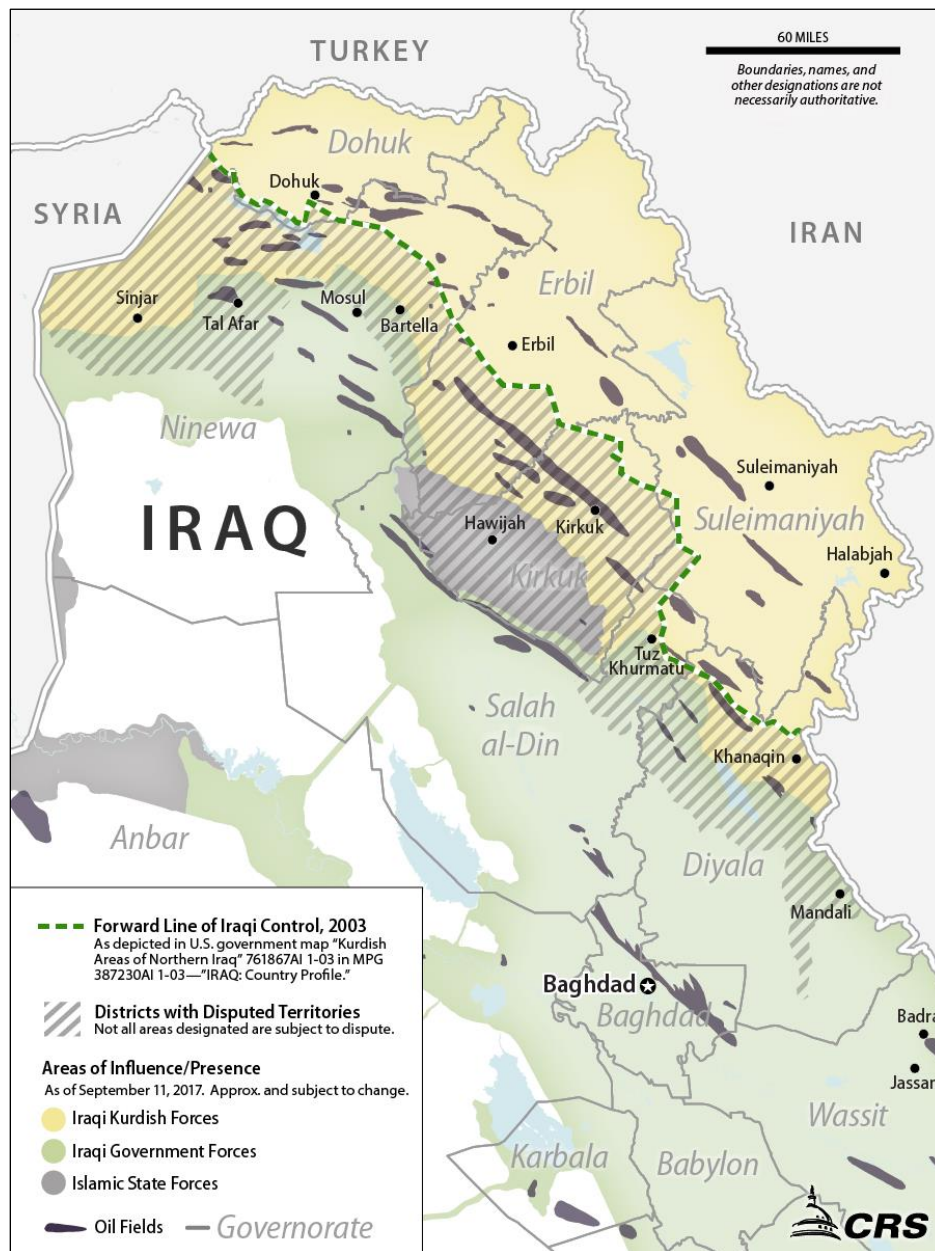 TURKEY
60 MILES
Boundaries, names, and
other designations are not
necessarily authoritative.
Dohuk
Dohuk
SYRIA
IRAN
Erbil
Sinjar
Tal Afar
Mosul
Bartella
Erbil
Ninewa
Suleimaniyah
IRAQ
Hawijah
Kirkuk
Suleimaniyah
Halabjah
Kirkuk
Tuz
Khurmatu
Salah
al-Din
Khanaqin
Anbar
Diyala
Mandali
Baghdad
Baghdad
Badra
Jassan
Wassit
Karbala
Babylon
Forward Line of Iraqi Control, 2003
As depicted in U.S. government map "Kurdish
Areas of Northern Iraq" 761867AI 1-03 in MPG
387230AI 1-03—"IRAQ: Country Profile."
Districts with Disputed Territories
Not all areas designated are subject to dispute.
Areas of Influence/Presence
As of September 11, 2017. Approx. and subject to change.
Iraqi Kurdish Forces
Iraqi Government Forces
Islamic State Forces
Oil Fields
Governorate
CRS